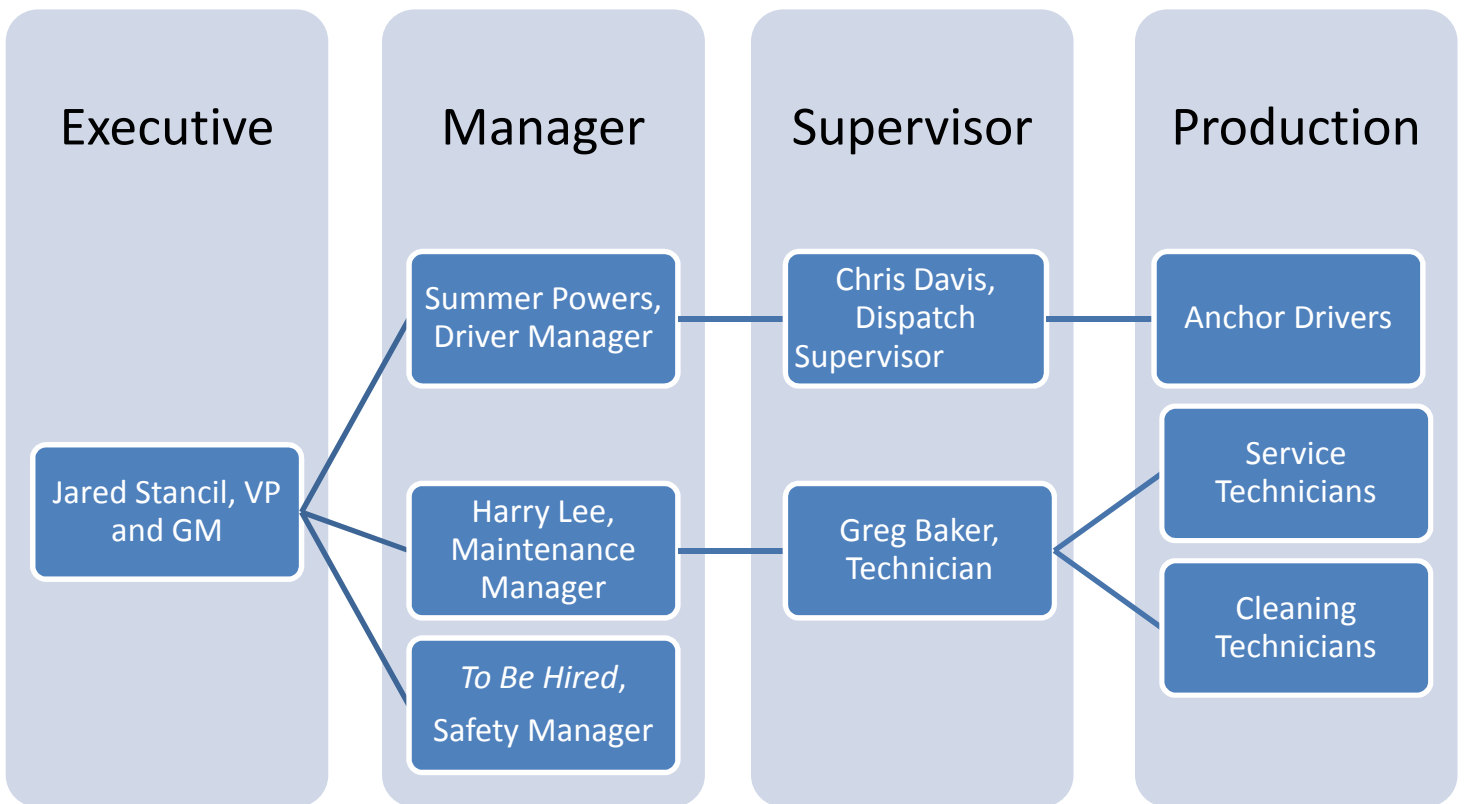 Executive
Manager
Supervisor
Production
Jared Stancil, VP
and GM
Summer Powers,
Driver Manager
Harry Lee,
Maintenance
Manager
To Be Hired,
Safety Manager
Chris Davis,
Dispatch
Supervisor
Greg Baker,
Technician
Anchor Drivers
Service
Technicians
Cleaning
Technicians